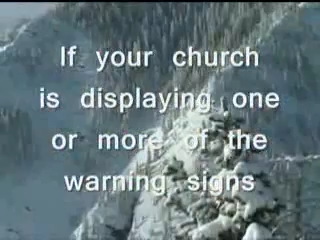 If your church
is displaying one
or more of the
warning signs